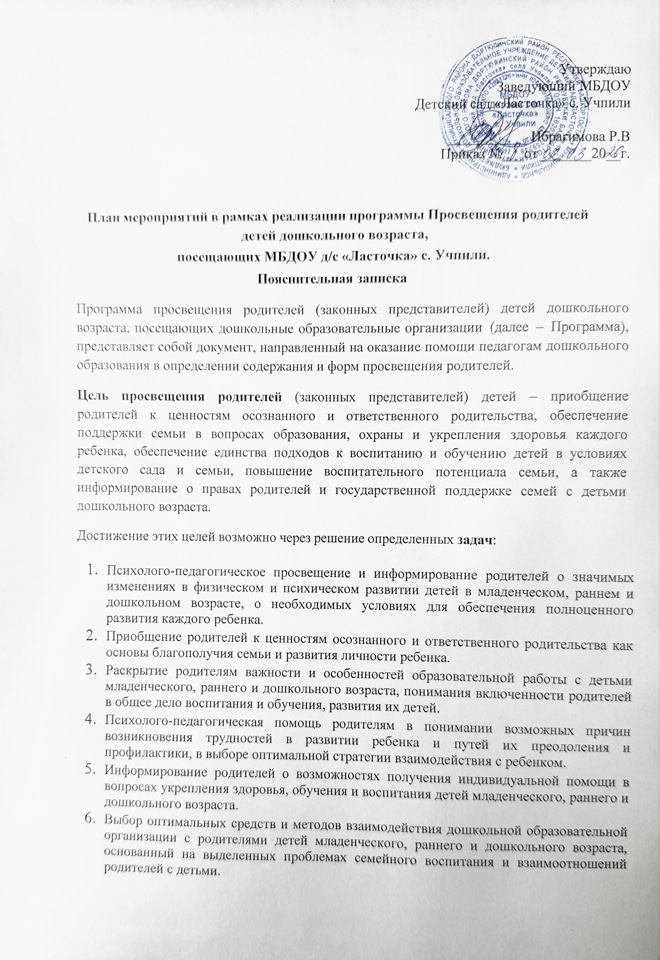 Утверждаю
Заведующий МБДОУ
Детский сад «Ласточка» с. Учпили
Ибрагимова Р.В
Приказ № от 03 2026 г.
План мероприятий в рамках реализации программы Просвещения родителей
детей дошкольного возраста,
посещающих МБДОУ д/с «Ласточка» с. Учпили.
Пояснительная записка
Программа просвещения родителей (законных представителей) детей дошкольного
возраста, посещающих дошкольные образовательные организации (далее – Программа),
представляет собой документ, направленный на оказание помощи педагогам дошкольного
образования в определении содержания и форм просвещения родителей.
Цель просвещения родителей (законных представителей) детей – приобщение
родителей к ценностям осознанного и ответственного родительства, обеспечение
поддержки семьи в вопросах образования, охраны и укрепления здоровья каждого
ребенка, обеспечение единства подходов к воспитанию и обучению детей в условиях
детского сада и семьи, повышение воспитательного потенциала семьи, а также
информирование о правах родителей и государственной поддержке семей с детьми
дошкольного возраста.
Достижение этих целей возможно через решение определенных задач:
1. Психолого-педагогическое просвещение и информирование родителей о значимых
изменениях в физическом и психическом развитии детей в младенческом, раннем и
дошкольном возрасте, о необходимых условиях для обеспечения полноценного
развития каждого ребенка.
2. Приобщение родителей к ценностям осознанного и ответственного родительства как
основы благополучия семьи и развития личности ребенка.
3. Раскрытие родителям важности и особенностей образовательной работы с детьми
младенческого, раннего и дошкольного возраста, понимания включенности родителей
в общее дело воспитания и обучения, развития их детей.
4. Психолого-педагогическая помощь родителям в понимании возможных причин
возникновения трудностей в развитии ребенка и путей их преодоления и
профилактики, в выборе оптимальной стратегии взаимодействия с ребенком.
5. Информирование родителей о возможностях получения индивидуальной помощи в
вопросах укрепления здоровья, обучения и воспитания детей младенческого, раннего и
дошкольного возраста.
6. Выбор оптимальных средств и методов взаимодействия дошкольной образовательной
организации с родителями детей младенческого, раннего и дошкольного возраста,
основанный на выделенных проблемах семейного воспитания и взаимоотношений
родителей с детьми.